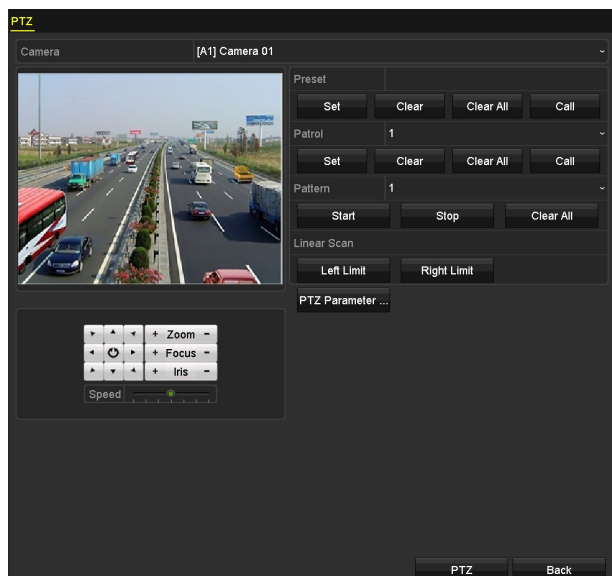 PTZ
Camera [A1] Camera 01
Preset
Set Clear Clear All Call
Patrol 1
Set Clear Clear All Call
Pattern 1
Start Stop Clear All
Linear Scan
Left Limit Right Limit
PTZ Parameter ...
+ Zoom -
+ Focus -
+ Iris -
Speed
PTZ Back